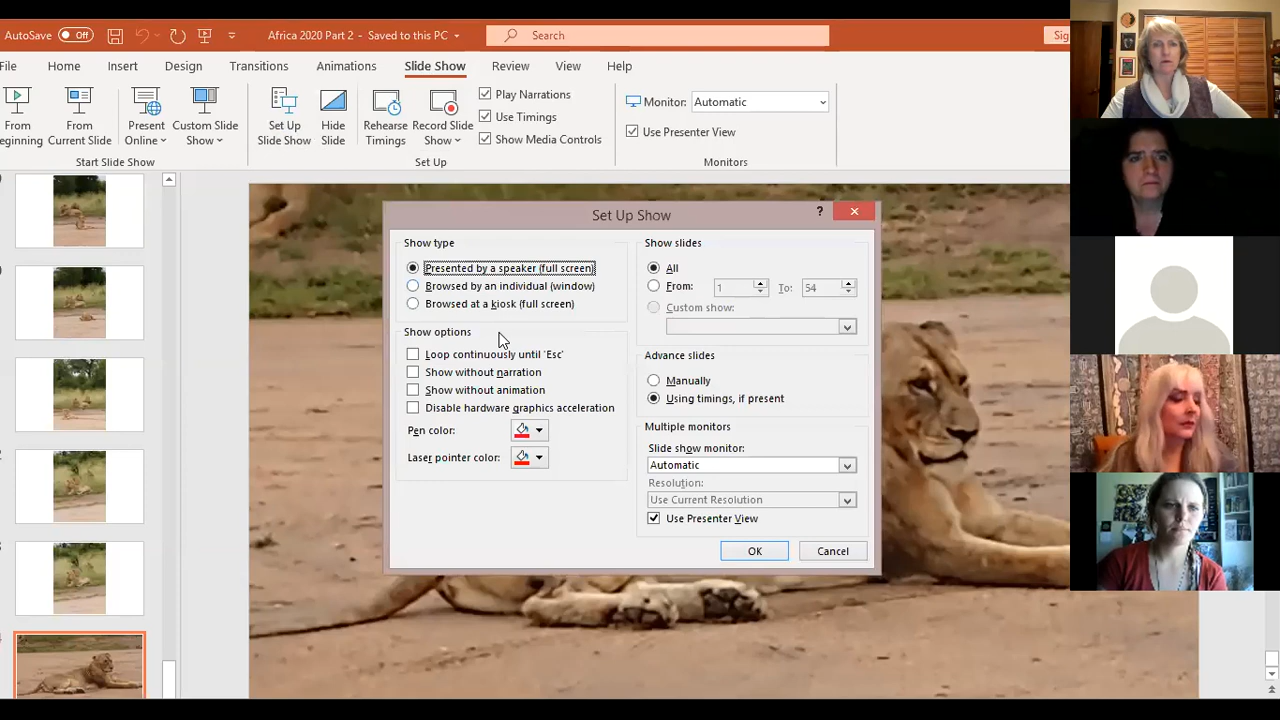 AutoSave Off Africa 2020 Part 2 - Saved to this PC Search Sig
File Home Insert Design Transitions Animations Slide Show Review View Help
From Beginning
From Current Slide
Present Online
Custom Slide Show
Start Slide Show
Set Up Slide Show
Hide Slide
Rehearse Timings
Record Slide Show
Play Narrations
Use Timings
Show Media Controls
Set Up
Monitor: Automatic
Use Presenter View
Monitors
Set Up Show
?
Show type
Presented by a speaker (full screen)
Browsed by an individual (window)
Browsed at a kiosk (full screen)
Show options
Loop continuously until 'Esc'
Show without narration
Show without animation
Disable hardware graphics acceleration
Pen color:
Laser pointer color:
Show slides
All
From: 1 To: 54
Custom show:
Advance slides
Manually
Using timings, if present
Multiple monitors
Slide show monitor:
Automatic
Resolution:
Use Current Resolution
Use Presenter View
OK Cancel